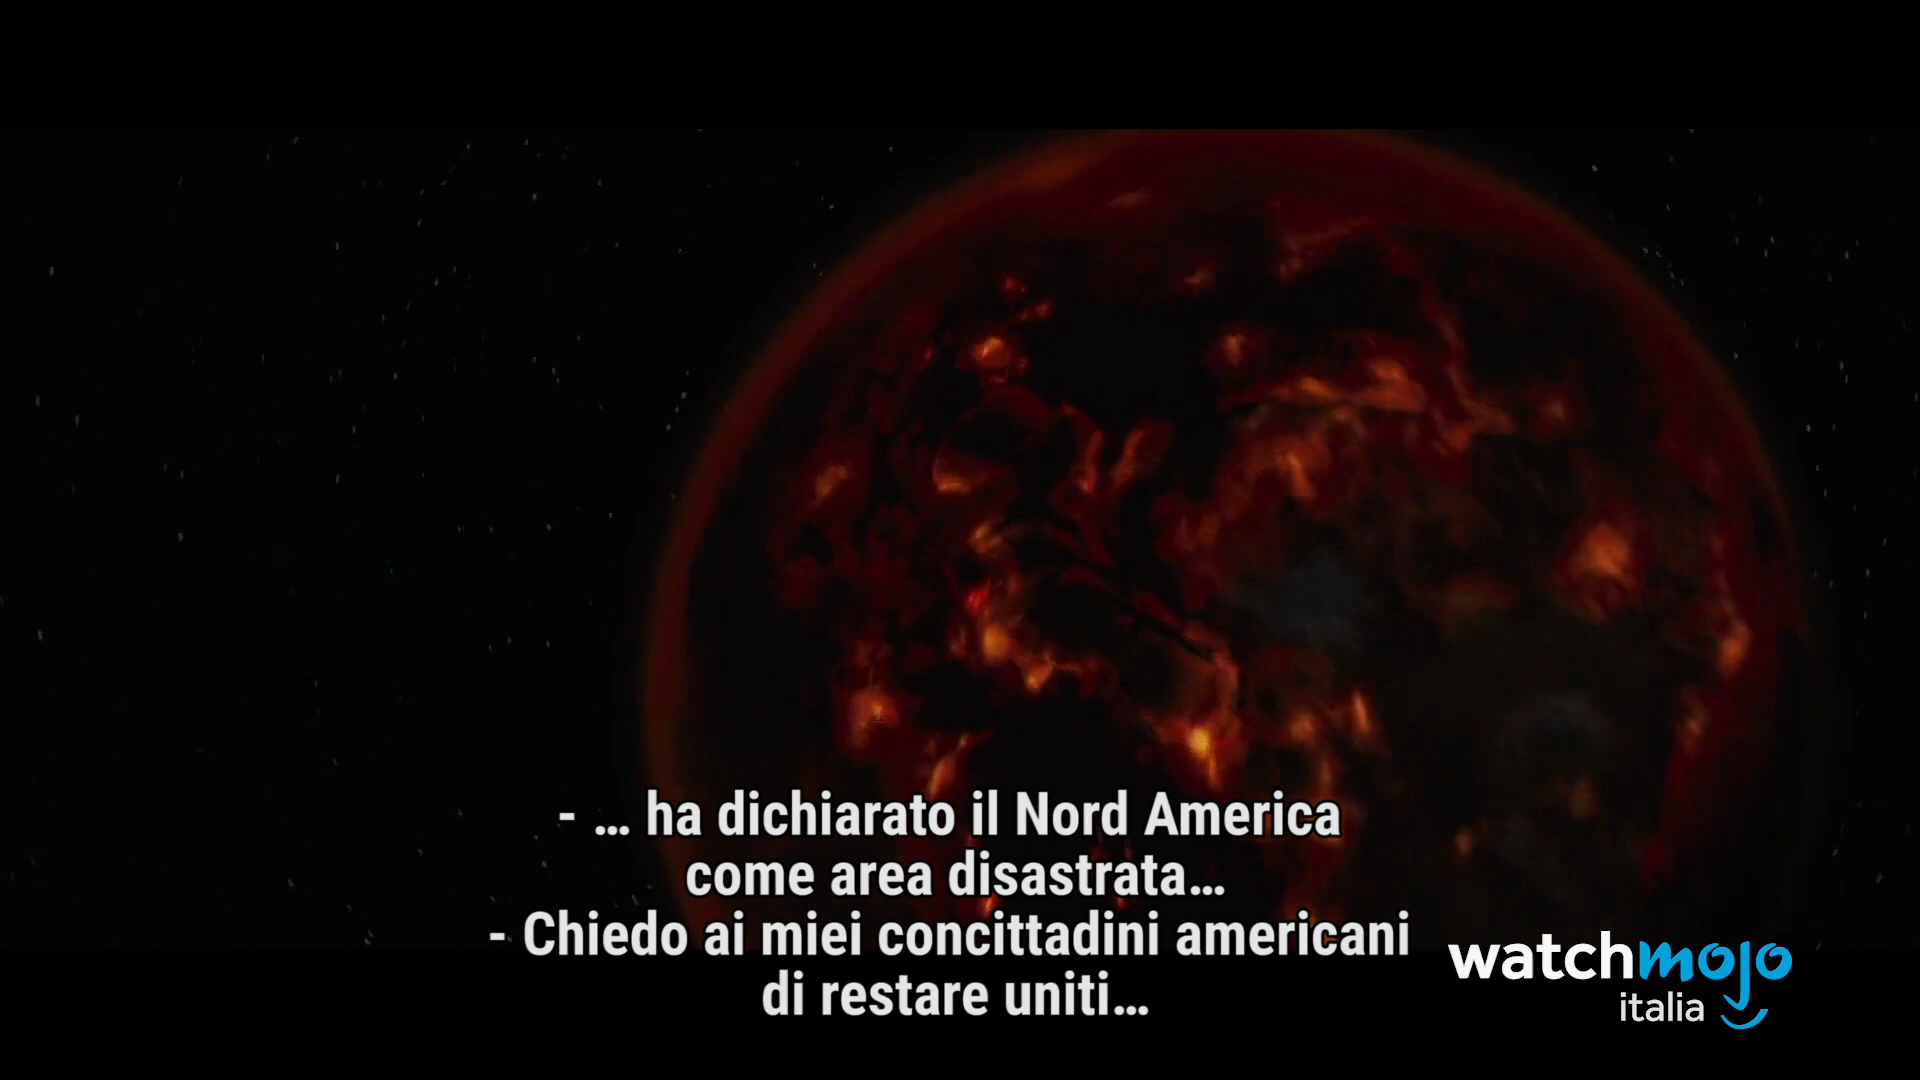 - … ha dichiarato il Nord America
come area disastrata…
- Chiedo ai miei concittadini americani
di restare uniti…
watchmojo
italia